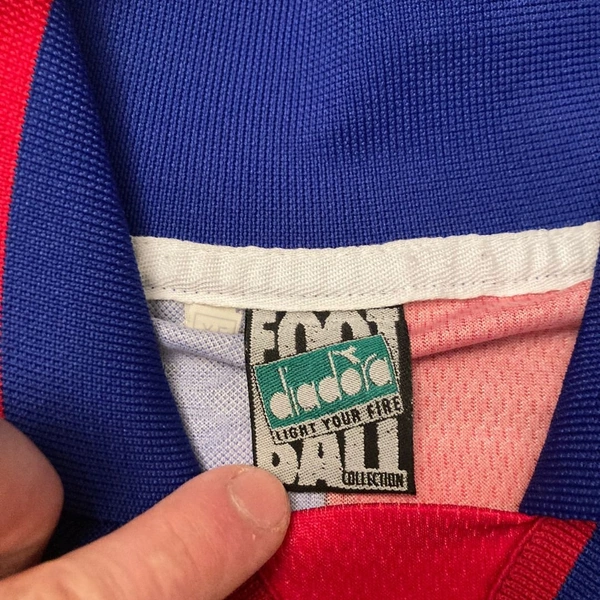 FOOT
diadora
LIGHT YOUR FIRE
BALL
COLLECTION